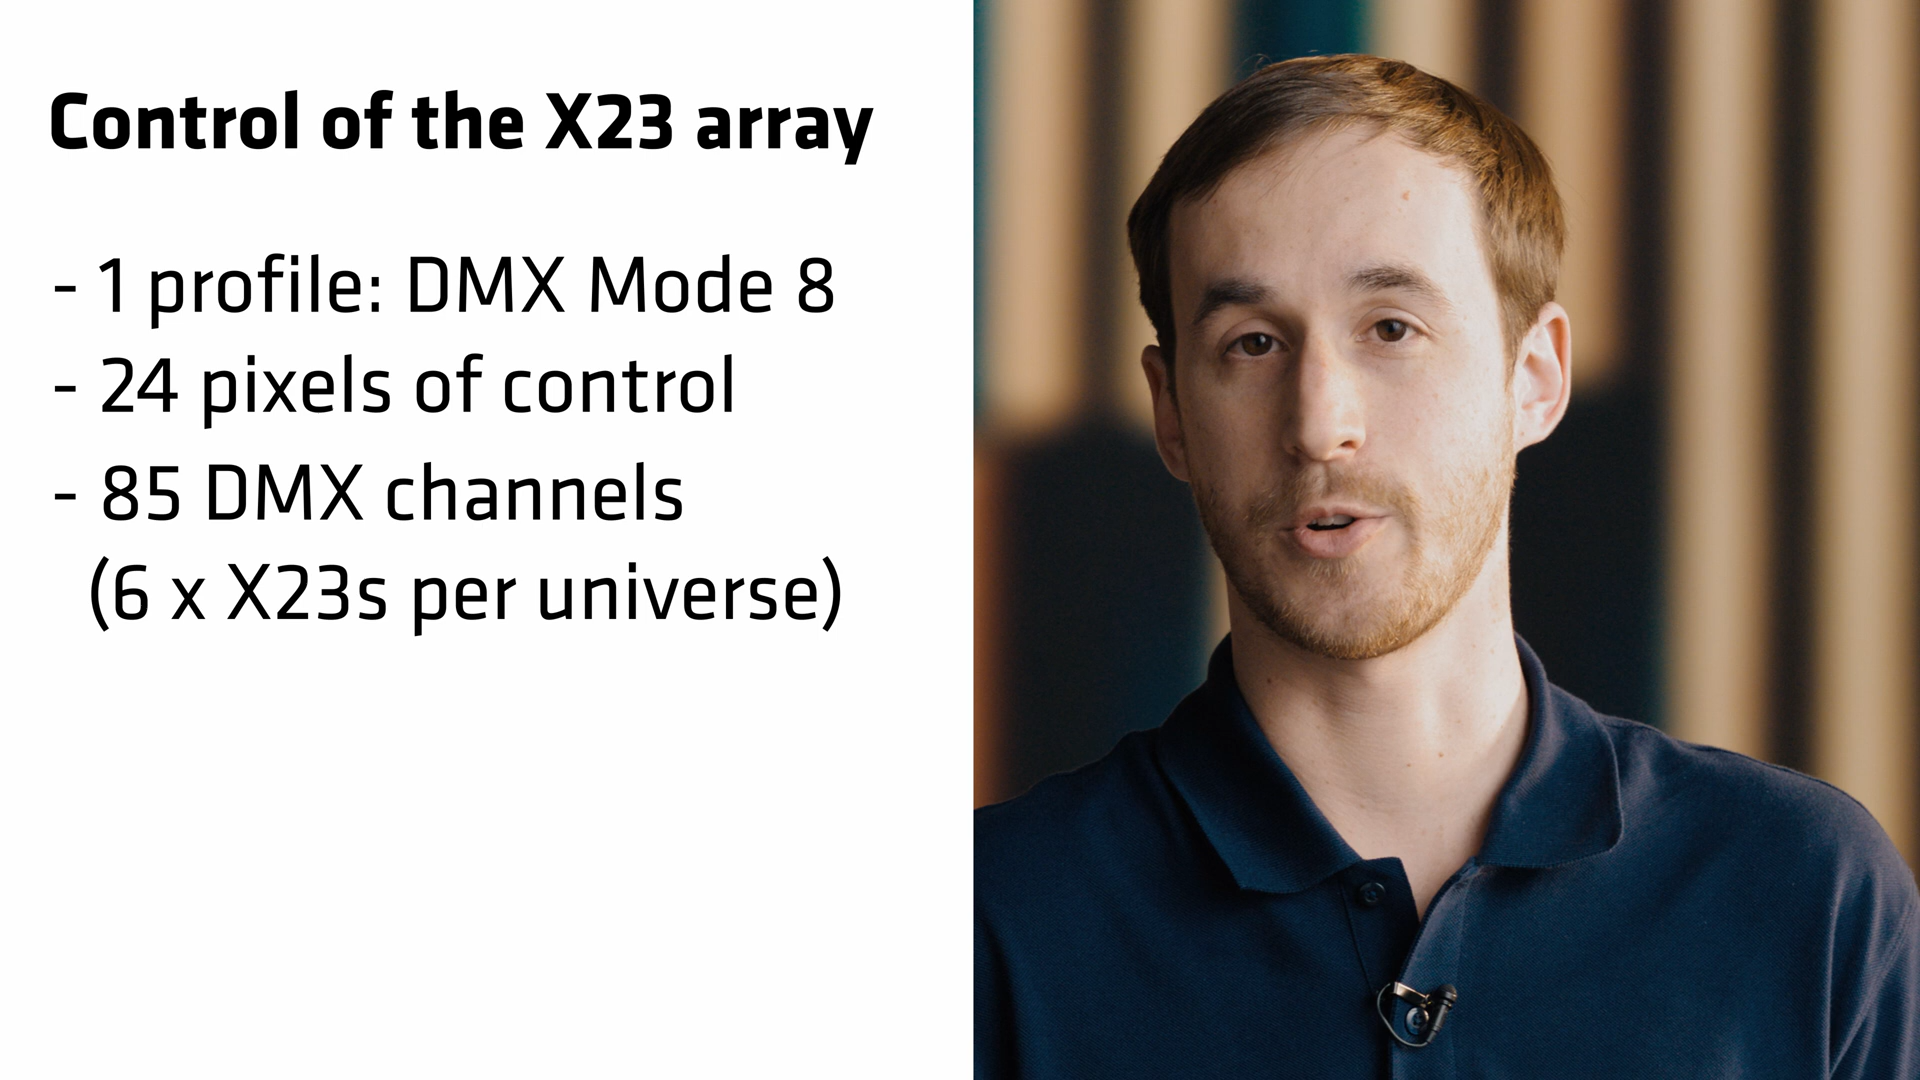 Control of the X23 array
- 1 profile: DMX Mode 8
- 24 pixels of control
- 85 DMX channels
(6 x X23s per universe)